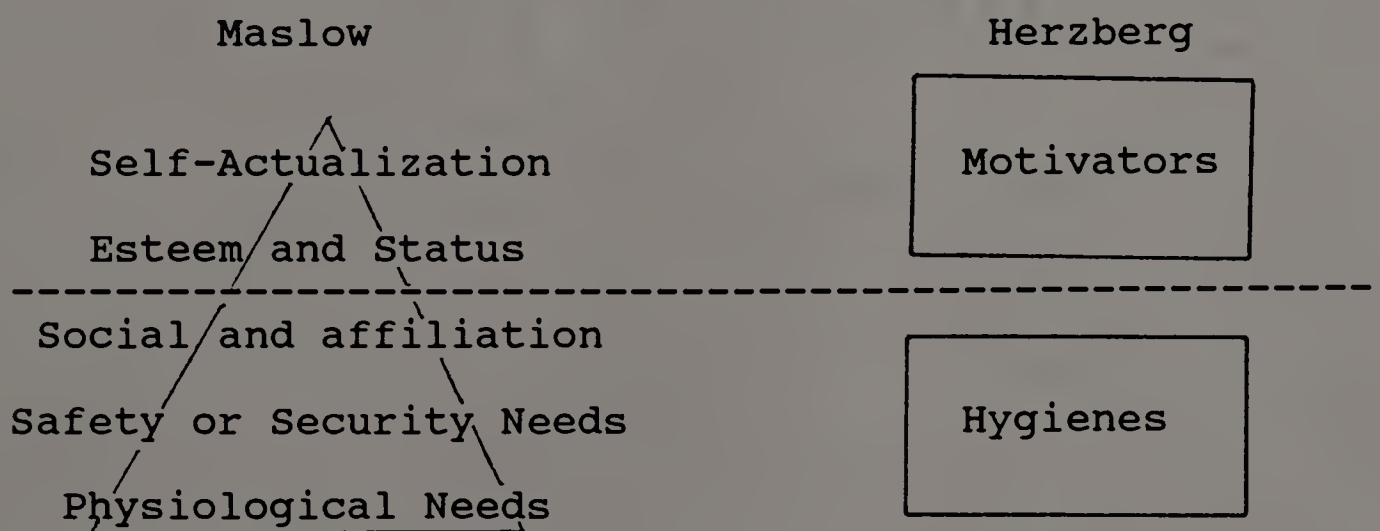 Maslow Herzberg
Self-Actualization Motivators
Esteem and Status
Social and affiliation
Safety or Security Needs Hygienes
Physiological Needs